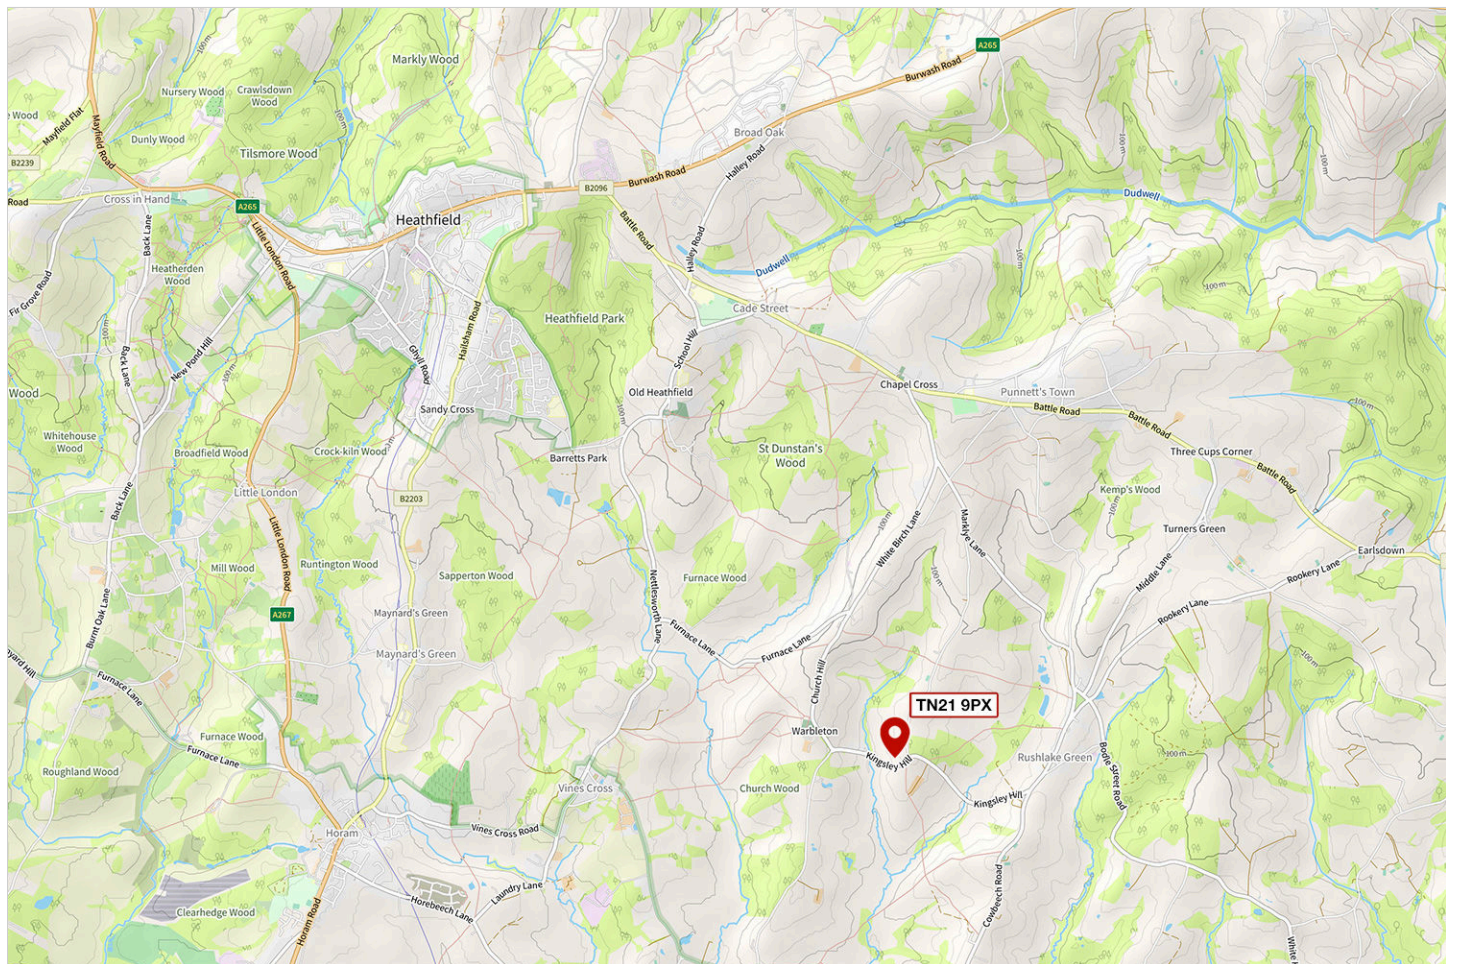 A265
Markly Wood
Burwash Road
Nursery Wood
Crawlsdown
Wood
100 m
Mayfield Flat
Mayfield Road
Dunly Wood
Tilsmore Wood
Broad Oak
Halley Road
B2239
Burwash Road
B2096
Cross in Hand
Road
A265
Heathfield
Dudwell
Back Lane
Little London Road
Battle Road
Halley Road
Dudwell
Heatherden
Wood
Fir Grove Road
Heathfield Park
Cade Street
Hailsham Road
School Hill
New Pond Hill
Back Lane
Ghyll Road
Chapel Cross
Punnett's Town
Old Heathfield
Wood
Sandy Cross
Battle Road
Battle Road
Whitehouse
Wood
Broadfield Wood
Crock-kiln Wood
Barretts Park
St Dunstan's
Wood
Three Cups Corner
Battle Road
Little London
B2203
Back Lane
Kemp's Wood
Turners Green
White Birch Lane
Marklye Lane
Little London Road
Earlsdown
Mill Wood
Runtington Wood
Sapperton Wood
Furnace Wood
Middle Lane
Rookery Lane
Nettlesworth Lane
Burnt Oak Lane
A267
Maynard's Green
Rookery Lane
Furnace Lane
Furnace Lane
Maynard's Green
Church Hill
Furnace Lane
TN21 9PX
Furnace Wood
Warbleton
Furnace Lane
Kingsley Hill
Rushlake Green
Roughland Wood
Vines Cross
Church Wood
Kingsley Hill
Bodle Street Road
Horam
Vines Cross Road
Laundry Lane
Horebeech Lane
Cowbeech Road
Clearhedge Wood
Horam Road